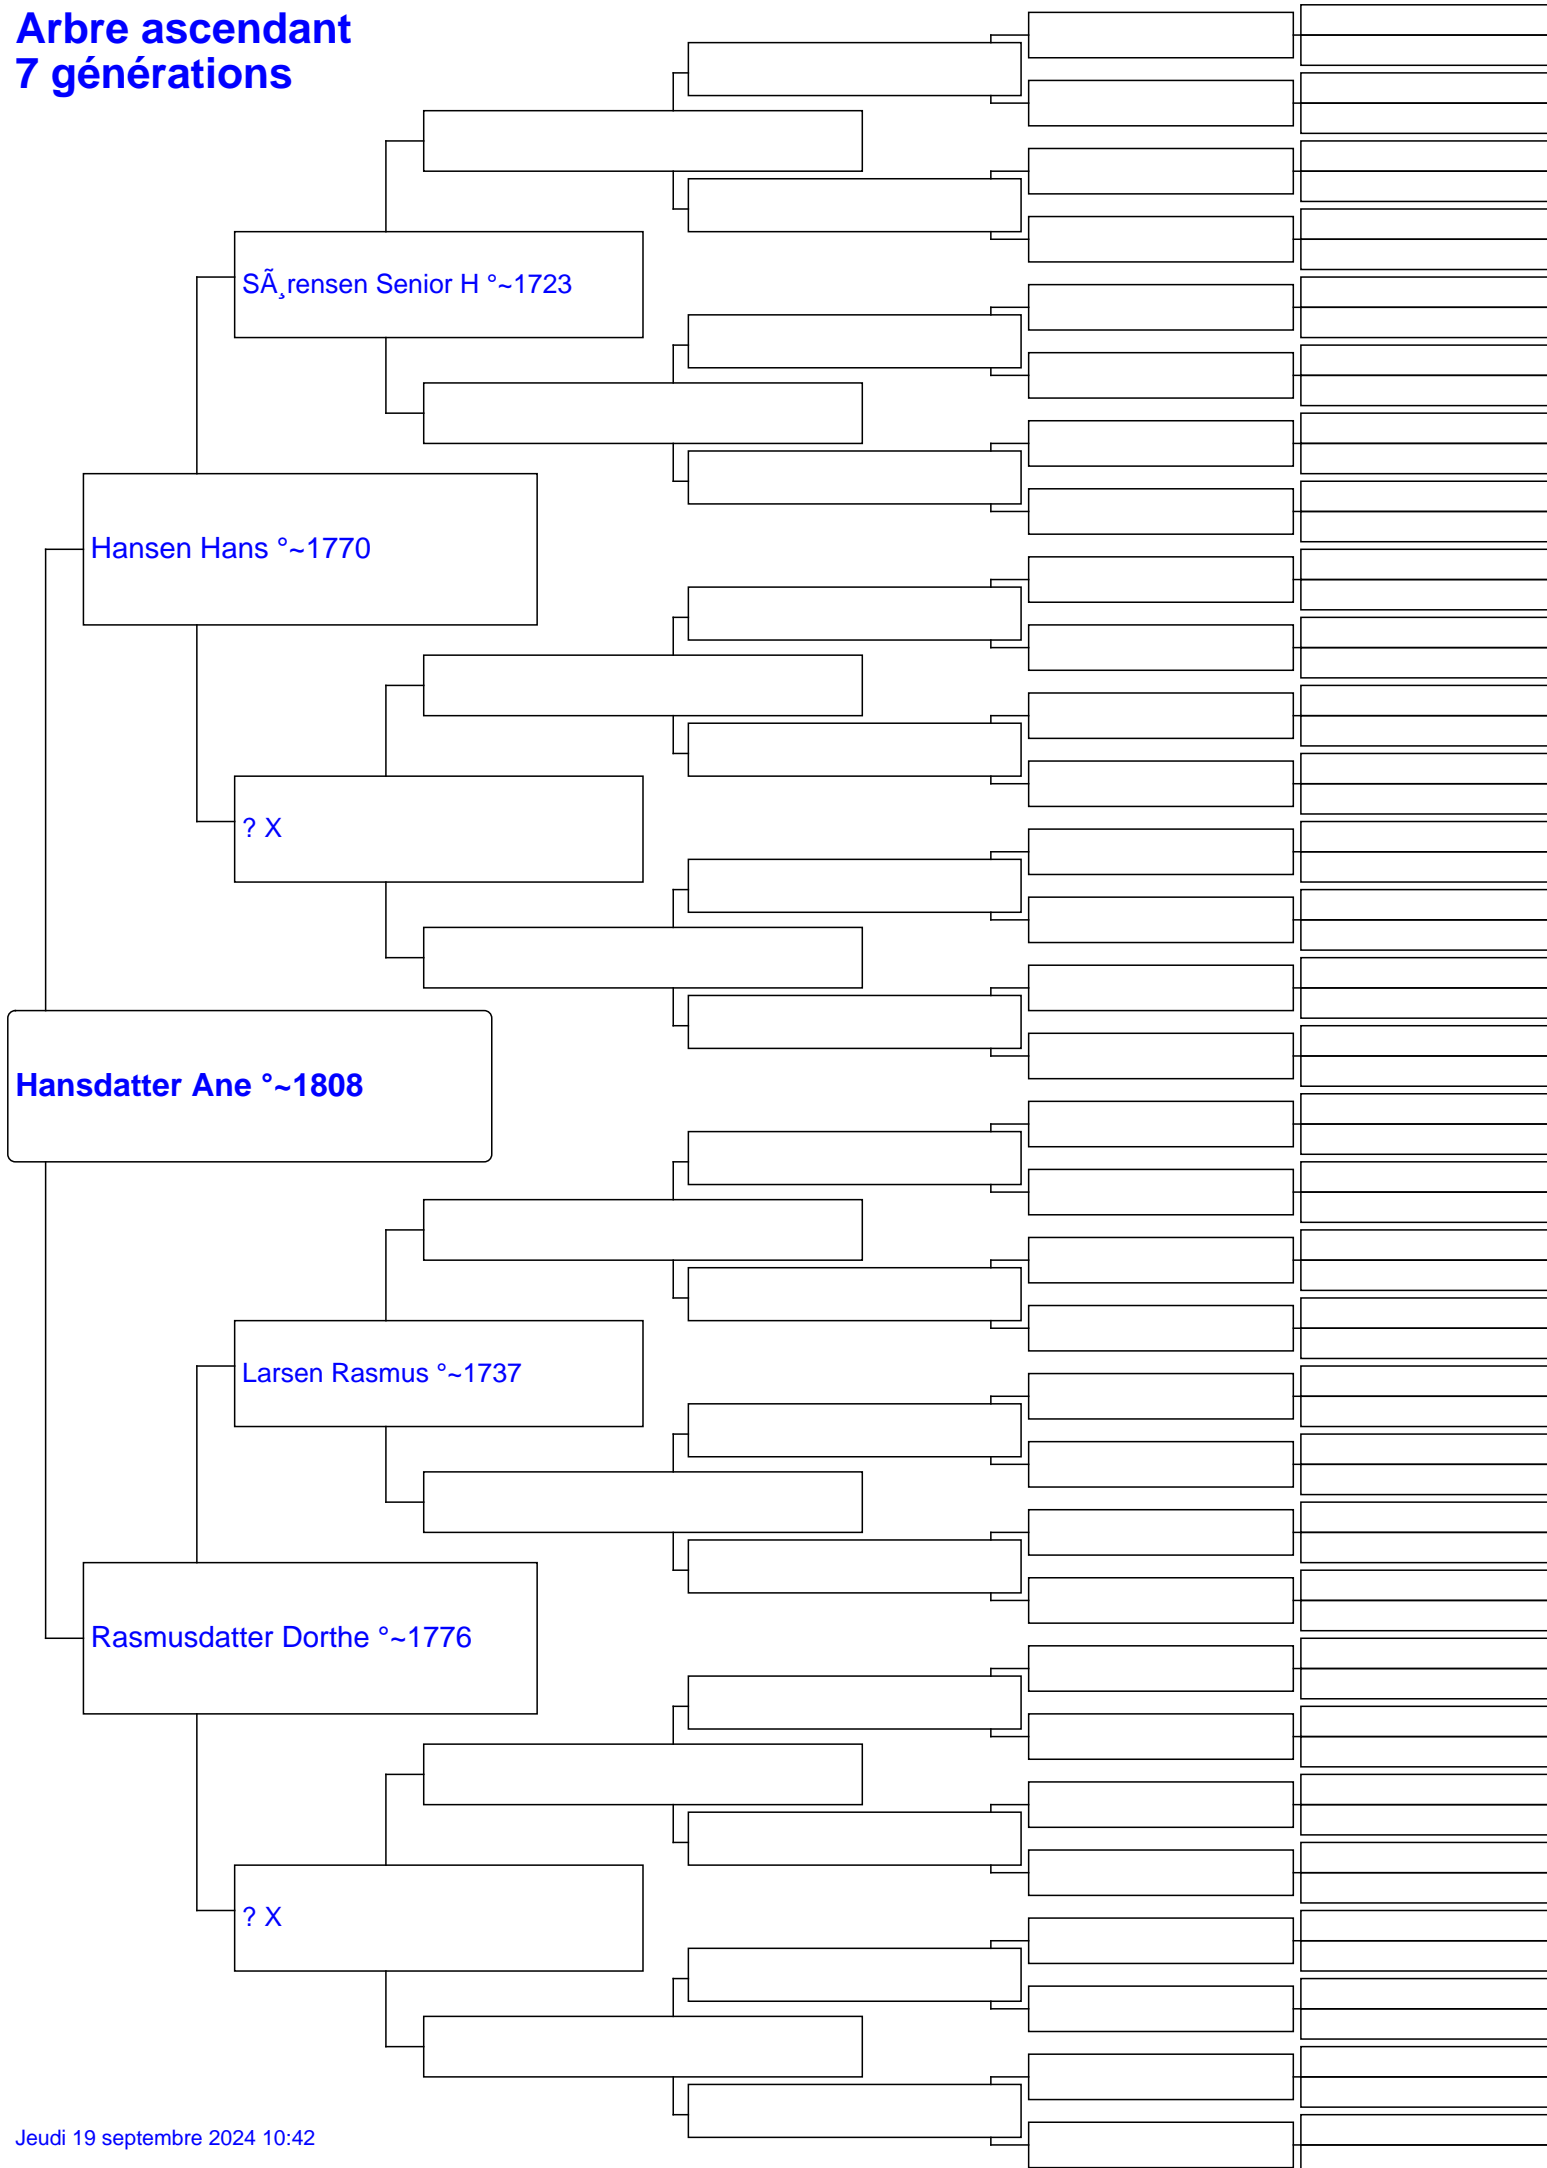 Arbre ascendant
7 générations
SÃ¸rensen Senior H °~1723
Hansen Hans °~1770
? X
Hansdatter Ane °~1808
Larsen Rasmus °~1737
Rasmusdatter Dorthe °~1776
? X
Jeudi 19 septembre 2024 10:42